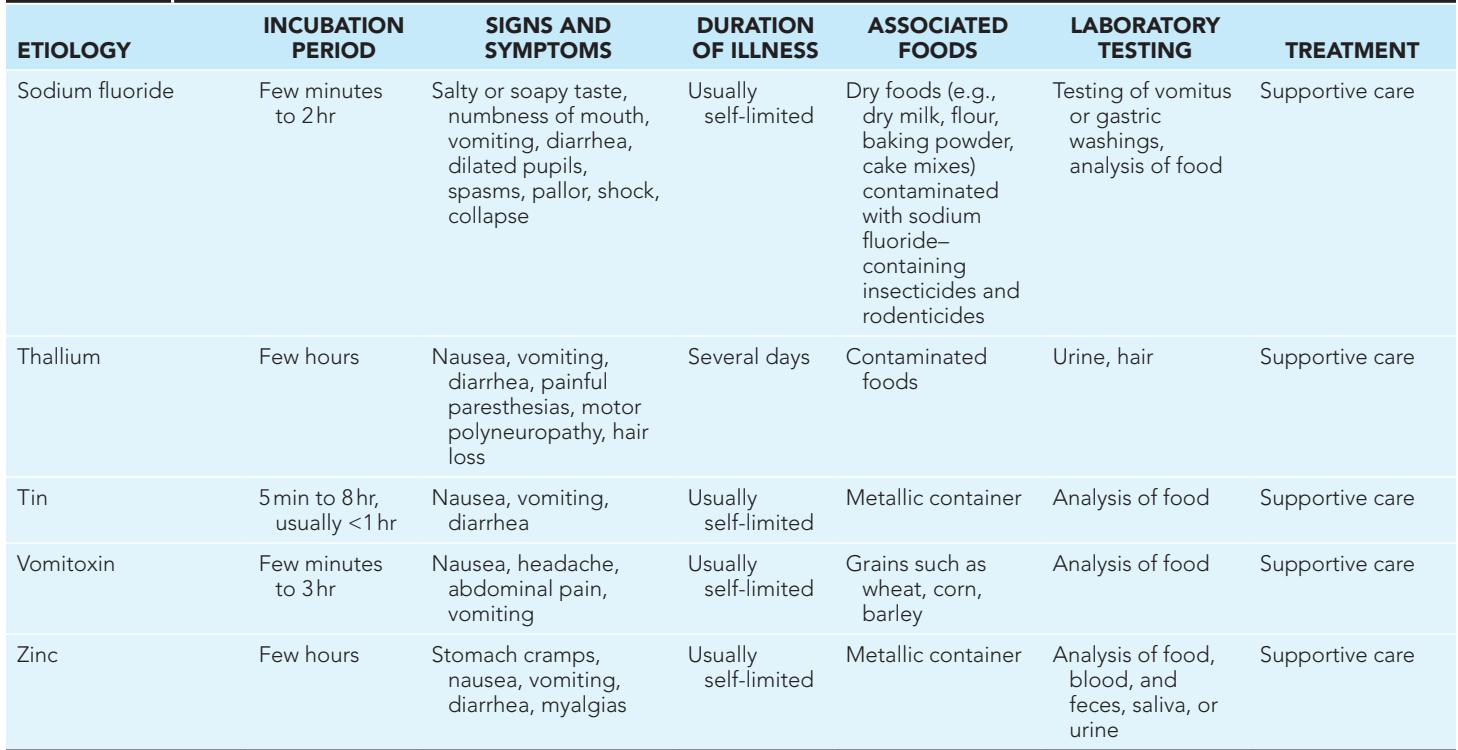 ETIOLOGY
INCUBATION
PERIOD
SIGNS AND
SYMPTOMS
DURATION
OF ILLNESS
ASSOCIATED
FOODS
LABORATORY
TESTING
TREATMENT
Sodium fluoride
Few minutes
to 2 hr
Salty or soapy taste,
numbness of mouth,
vomiting, diarrhea,
dilated pupils,
spasms, pallor, shock,
collapse
Usually
self-limited
Dry foods (e.g.,
dry milk, flour,
baking powder,
cake mixes)
contaminated
with sodium
fluoride–
containing
insecticides and
rodenticides
Testing of vomitus
or gastric
washings,
analysis of food
Supportive care
Thallium
Few hours
Nausea, vomiting,
diarrhea, painful
paresthesias, motor
polyneuropathy, hair
loss
Several days
Contaminated
foods
Urine, hair
Supportive care
Tin
5 min to 8 hr,
usually <1 hr
Nausea, vomiting,
diarrhea
Usually
self-limited
Metallic container
Analysis of food
Supportive care
Vomitoxin
Few minutes
to 3 hr
Nausea, headache,
abdominal pain,
vomiting
Usually
self-limited
Grains such as
wheat, corn,
barley
Analysis of food
Supportive care
Zinc
Few hours
Stomach cramps,
nausea, vomiting,
diarrhea, myalgias
Usually
self-limited
Metallic container
Analysis of food,
blood, and
feces, saliva, or
urine
Supportive care